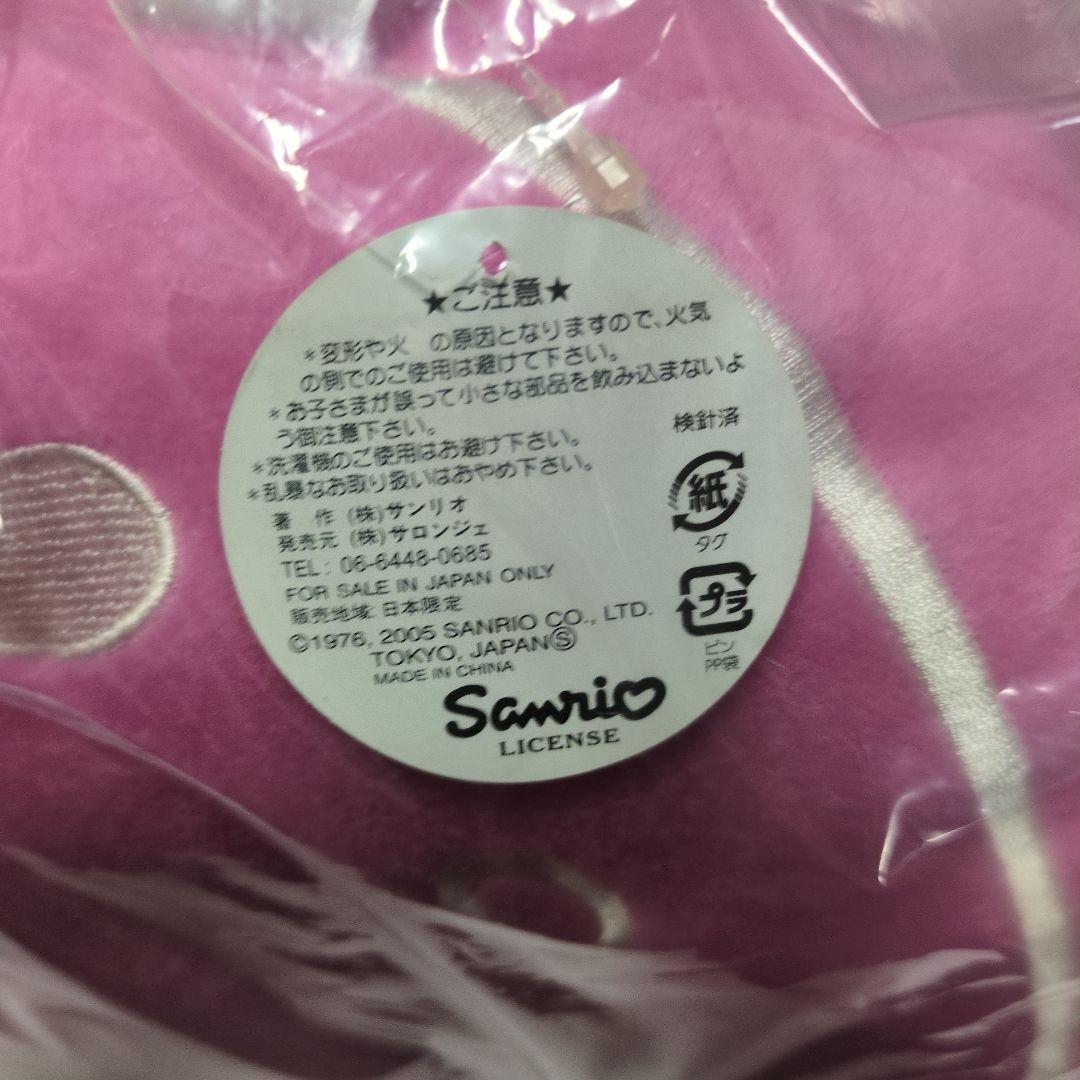 ★ご注意★
*変形や火 の原因となりますので、火気
の側でのご使用は避けて下さい。
*お子さまが誤って小さな部品を飲み込まないよ
う御注意下さい。
*洗濯機のご使用はお避け下さい。
*乱暴なお取り扱いはおやめ下さい。
検針済
著 作 (株)サンリオ
発売元 (株)サロンジェ
TEL: 06-6448-0685
FOR SALE IN JAPAN ONLY
販売地域: 日本限定
©1976, 2005 SANRIO CO., LTD.
TOKYO, JAPAN Ⓢ
MADE IN CHINA
Sanrio
LICENSE
紙
タグ
プラ
ピン
PP袋